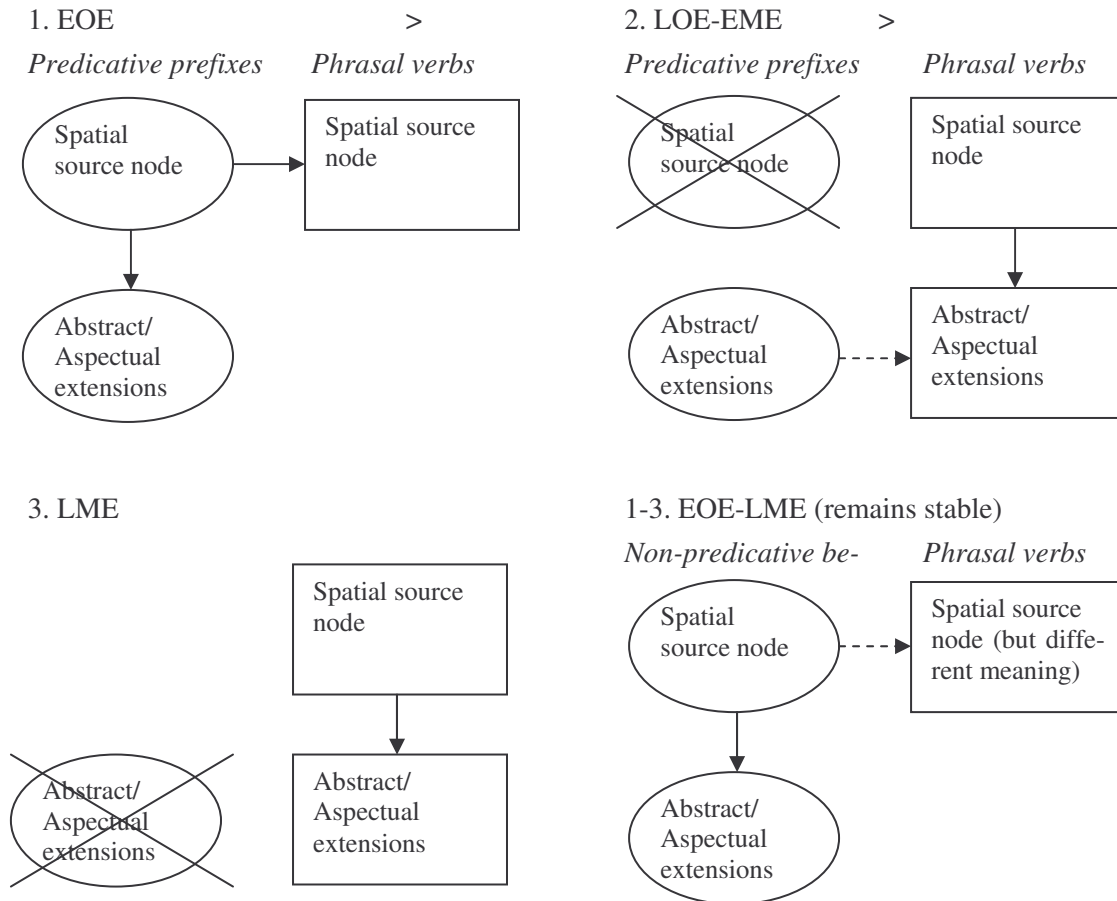 1. EOE >
Predicative prefixes Phrasal verbs
Spatial
source node
Spatial source
node
Abstract/
Aspectual
extensions
2. LOE-EME >
Predicative prefixes Phrasal verbs
Spatial
source node
Spatial source
node
Abstract/
Aspectual
extensions
Abstract/
Aspectual
extensions
3. LME
Spatial source
node
Abstract/
Aspectual
extensions
Abstract/
Aspectual
extensions
1-3. EOE-LME (remains stable)
Non-predicative be- Phrasal verbs
Spatial
source node
Spatial source
node (but diffe-
rent meaning)
Abstract/
Aspectual
extensions